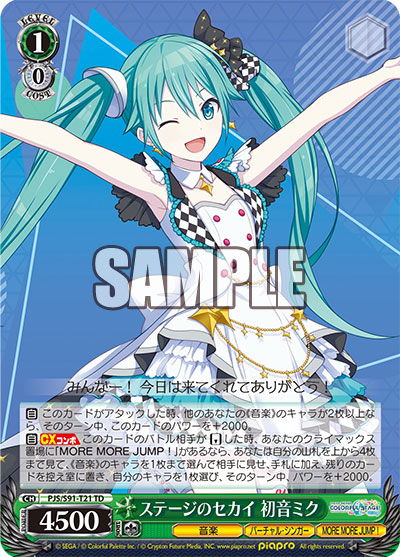 LEVEL
1
0
COST
SAMPLE
みんなー! 今日は来てくれてありがとう!
自 このカードがアタックした時、他のあなたの《音楽》のキャラが2枚以上なら、そのターン中、このカードのパワーを+2000。
自 CXコンボ このカードのバトル相手が【↓】した時、あなたのクライマックス
置場に「MORE MORE JUMP!」があるなら、あなたは自分の山札を上から4枚
まで見て、《音楽》のキャラを1枚まで選んで相手に見せ、手札に加え、残りのカー
ドを控え室に置き、自分のキャラを1枚選び、そのターン中、パワーを+2000。
CH PJS/S91-T21 TD
4500
ステージのセカイ 初音ミク
音楽
バーチャル・シンガー
MORE MORE JUMP!
© SEGA / © Colorful Palette Inc. / © Crypton Future Media, INC. www.piapro.net piapro
COLORFUL STAGE!